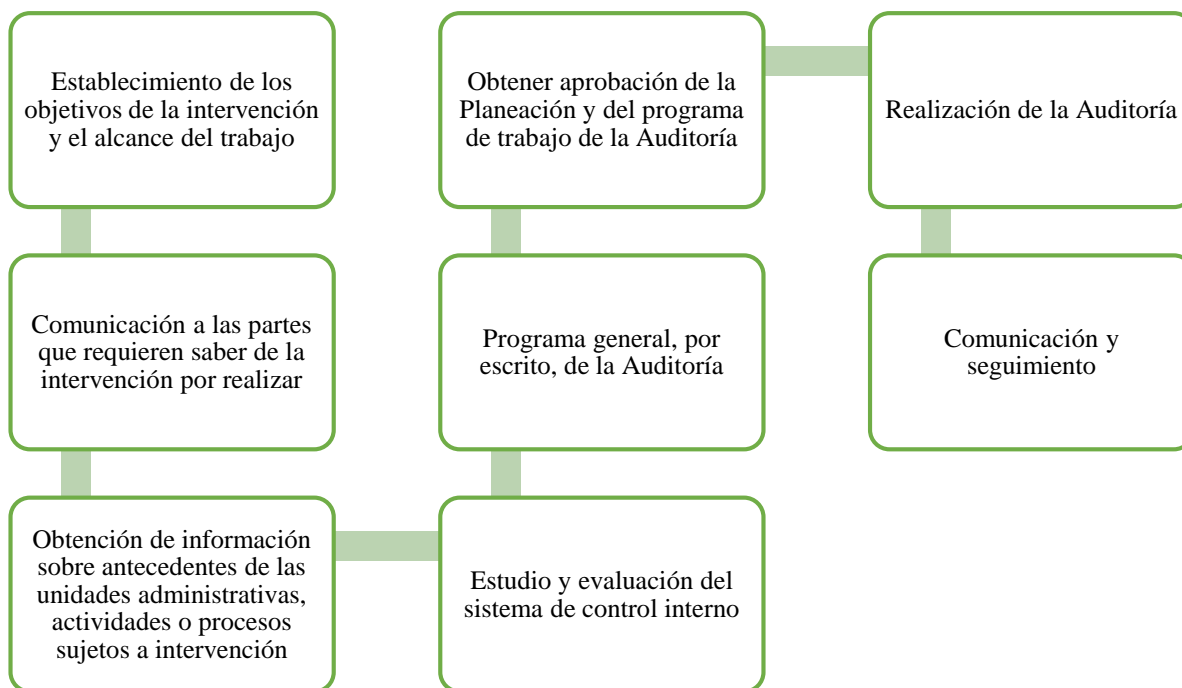 Establecimiento de los
objetivos de la intervención
y el alcance del trabajo
Comunicación a las partes
que requieren saber de la
intervención por realizar
Obtención de información
sobre antecedentes de las
unidades administrativas,
actividades o procesos
sujetos a intervención
Estudio y evaluación del
sistema de control interno
Programa general, por
escrito, de la Auditoría
Obtener aprobación de la
Planeación y del programa
de trabajo de la Auditoría
Realización de la Auditoría
Comunicación y
seguimiento